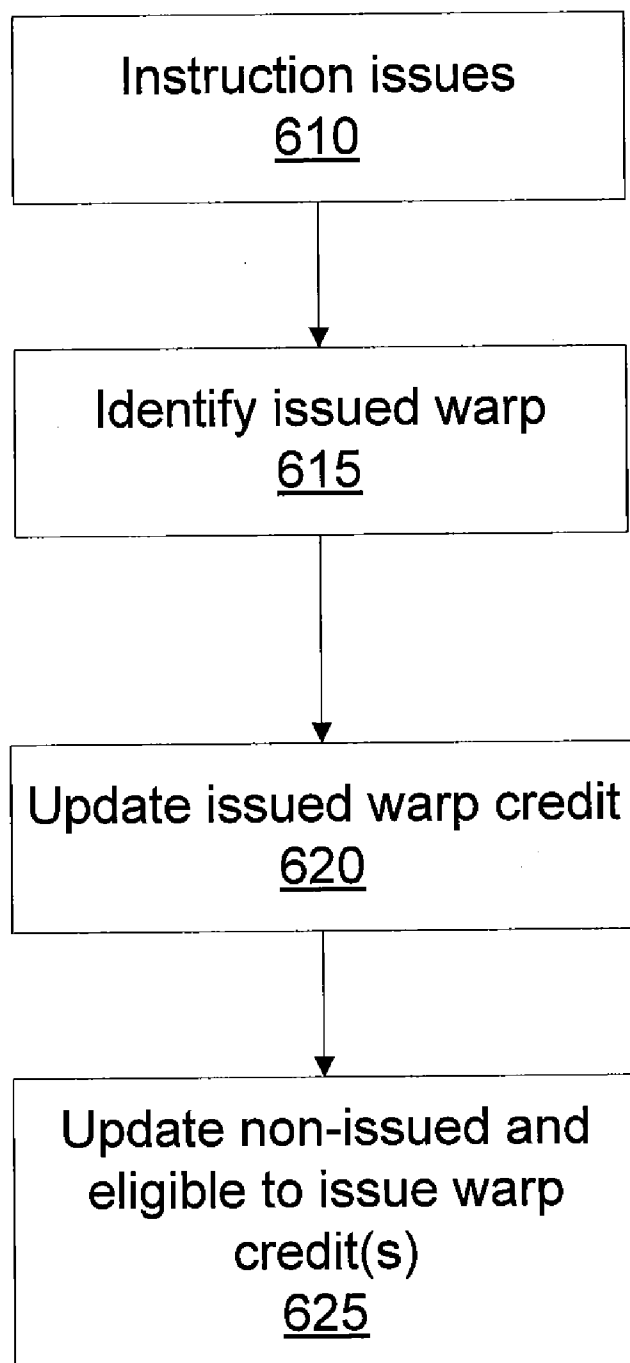 Instruction issues
610
Identify issued warp
615
Update issued warp credit
620
Update non-issued and
eligible to issue warp
credit(s)
625